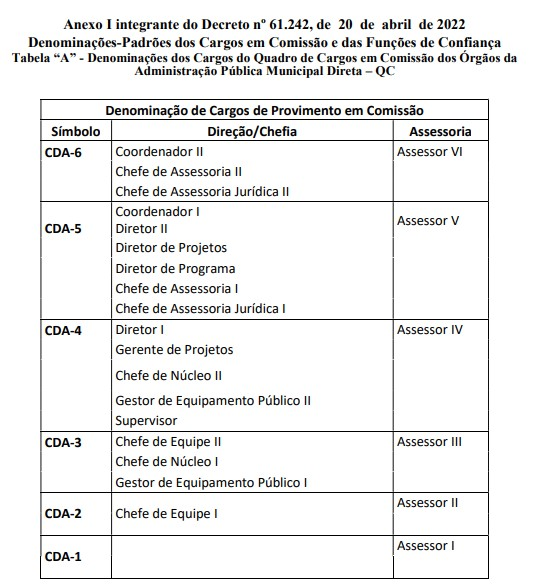 Anexo I integrante do Decreto nº 61.242, de 20 de abril de 2022
Denominações-Padrões dos Cargos em Comissão e das Funções de Confiança
Tabela “A” - Denominações dos Cargos do Quadro de Cargos em Comissão dos Órgãos da
Administração Pública Municipal Direta – QC
Denominação de Cargos de Provimento em Comissão
Símbolo Direção/Chefia Assessoria
CDA-6 Coordenador II Assessor VI
Chefe de Assessoria II
Chefe de Assessoria Jurídica II
Coordenador I
CDA-5 Diretor II Assessor V
Diretor de Projetos
Diretor de Programa
Chefe de Assessoria I
Chefe de Assessoria Jurídica I
CDA-4 Diretor I Assessor IV
Gerente de Projetos
Chefe de Núcleo II
Gestor de Equipamento Público II
Supervisor
CDA-3 Chefe de Equipe II Assessor III
Chefe de Núcleo I
Gestor de Equipamento Público I
CDA-2 Chefe de Equipe I Assessor II
CDA-1 Assessor I